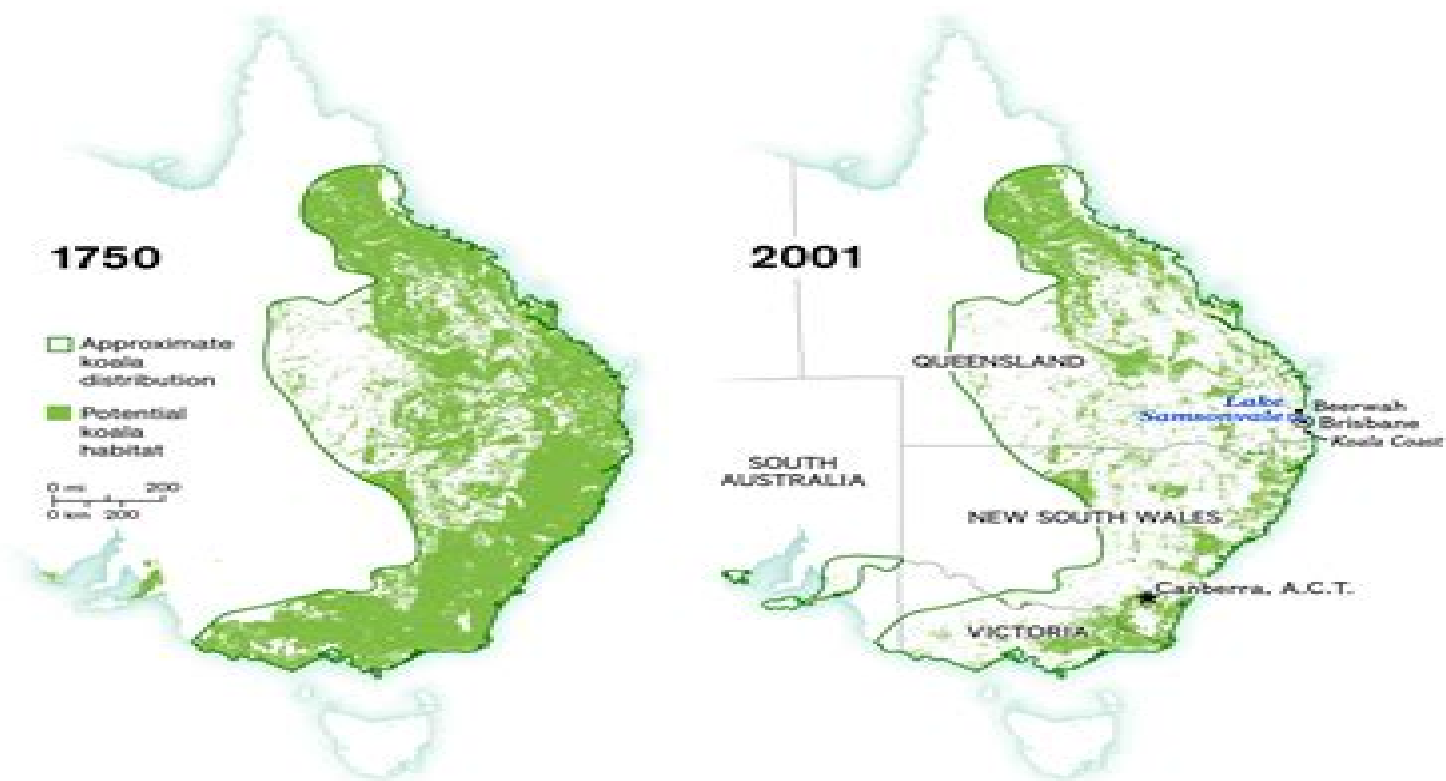 1750
Approximate
koala
distribution
Potential
koala
habitat
0 mi 200
0 km 200
2001
QUEENSLAND
Lake
Samsonvale
Beerwah
Brisbane
Koala Coast
SOUTH
AUSTRALIA
NEW SOUTH WALES
Canberra, A.C.T.
VICTORIA